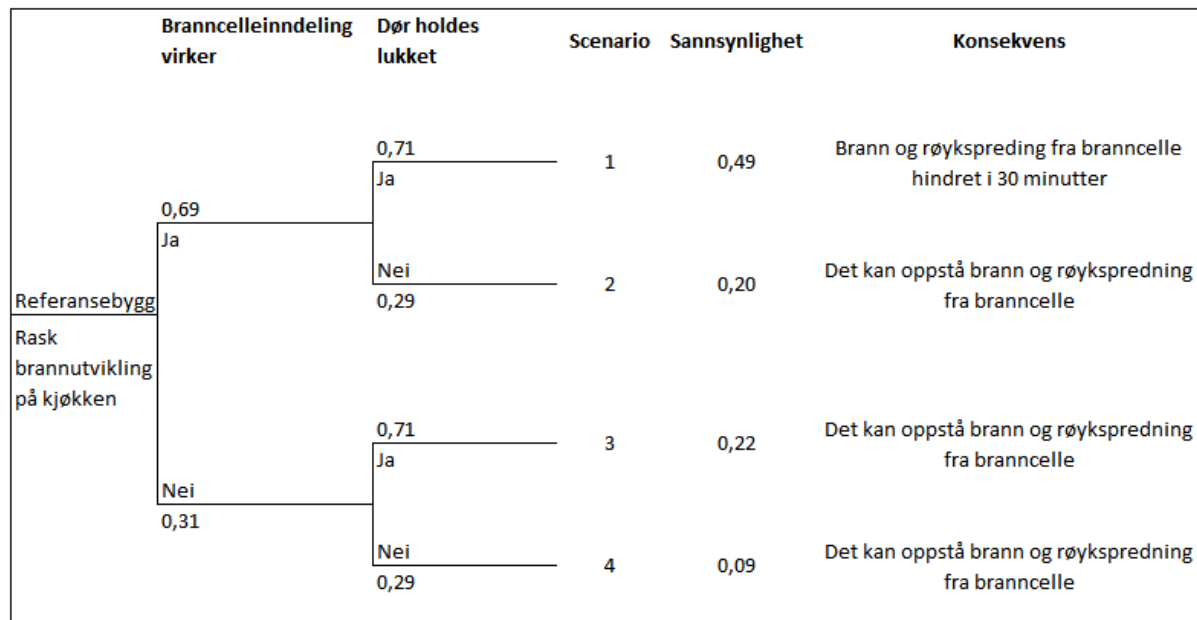 Branncelleinndeling
virker
Dør holdes
lukket
Scenario
Sannsynlighet
Konsekvens
0,71
Ja
1
0,49
Brann og røykspreding fra branncelle
hindret i 30 minutter
0,69
Ja
Nei
0,29
2
0,20
Det kan oppstå brann og røykspredning
fra branncelle
Referansebygg
Rask
brannutvikling
på kjøkken
0,71
Ja
3
0,22
Det kan oppstå brann og røykspredning
fra branncelle
Nei
0,31
Nei
0,29
4
0,09
Det kan oppstå brann og røykspredning
fra branncelle